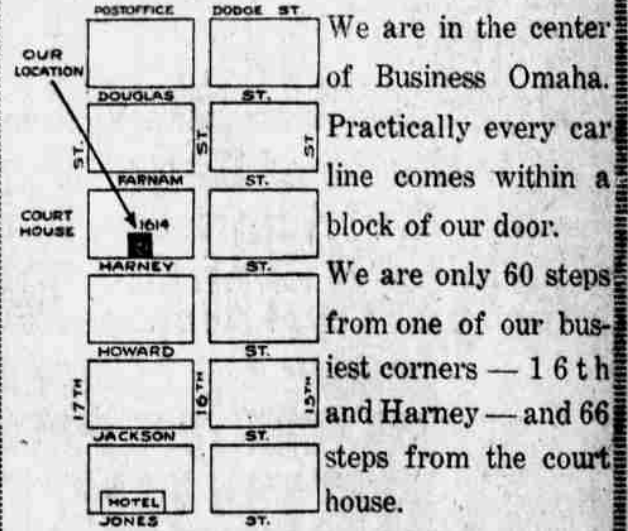 POSTOFFICE DODGE ST.
OUR
LOCATION
DOUGLAS ST.
ST. ST. ST
FARNAM ST.
COURT
HOUSE
1614
HARNEY ST.
HOWARD ST.
17TH 16TH 15TH
JACKSON ST.
HOTEL
JONES ST.
We are in the center
of Business Omaha.
Practically every car
line comes within a
block of our door.
We are only 60 steps
from one of our bus-
iest corners — 16th
and Harney — and 66
steps from the court
house.